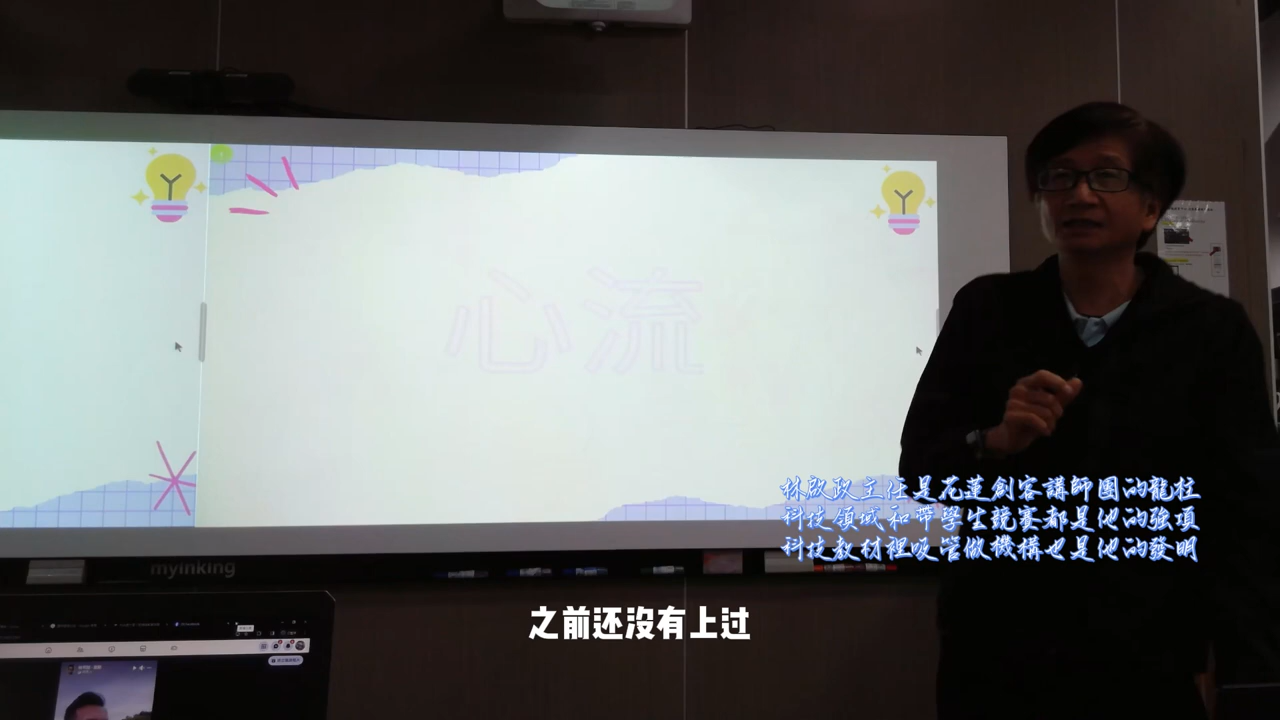 心流
林啟政主任是花蓮創客講師團的龍柱
科技領域和帶學生競賽都是他的強項
科技教材裡吸管做機構也是他的發明
myinking
之前还没有上过